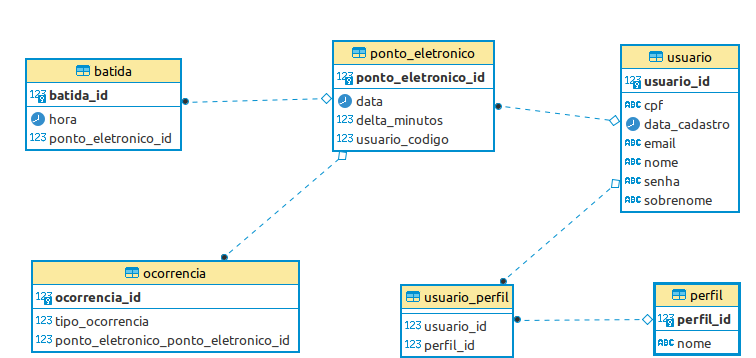 batida
123 batida_id
hora
123 ponto_eletronico_id
ponto_eletronico
123 ponto_eletronico_id
data
123 delta_minutos
123 usuario_codigo
usuario
123 usuario_id
ABC cpf
data_cadastro
ABC email
ABC nome
ABC senha
ABC sobrenome
ocorrencia
123 ocorrencia_id
123 tipo_ocorrencia
123 ponto_eletronico_ponto_eletronico_id
usuario_perfil
123 usuario_id
123 perfil_id
perfil
123 perfil_id
ABC nome